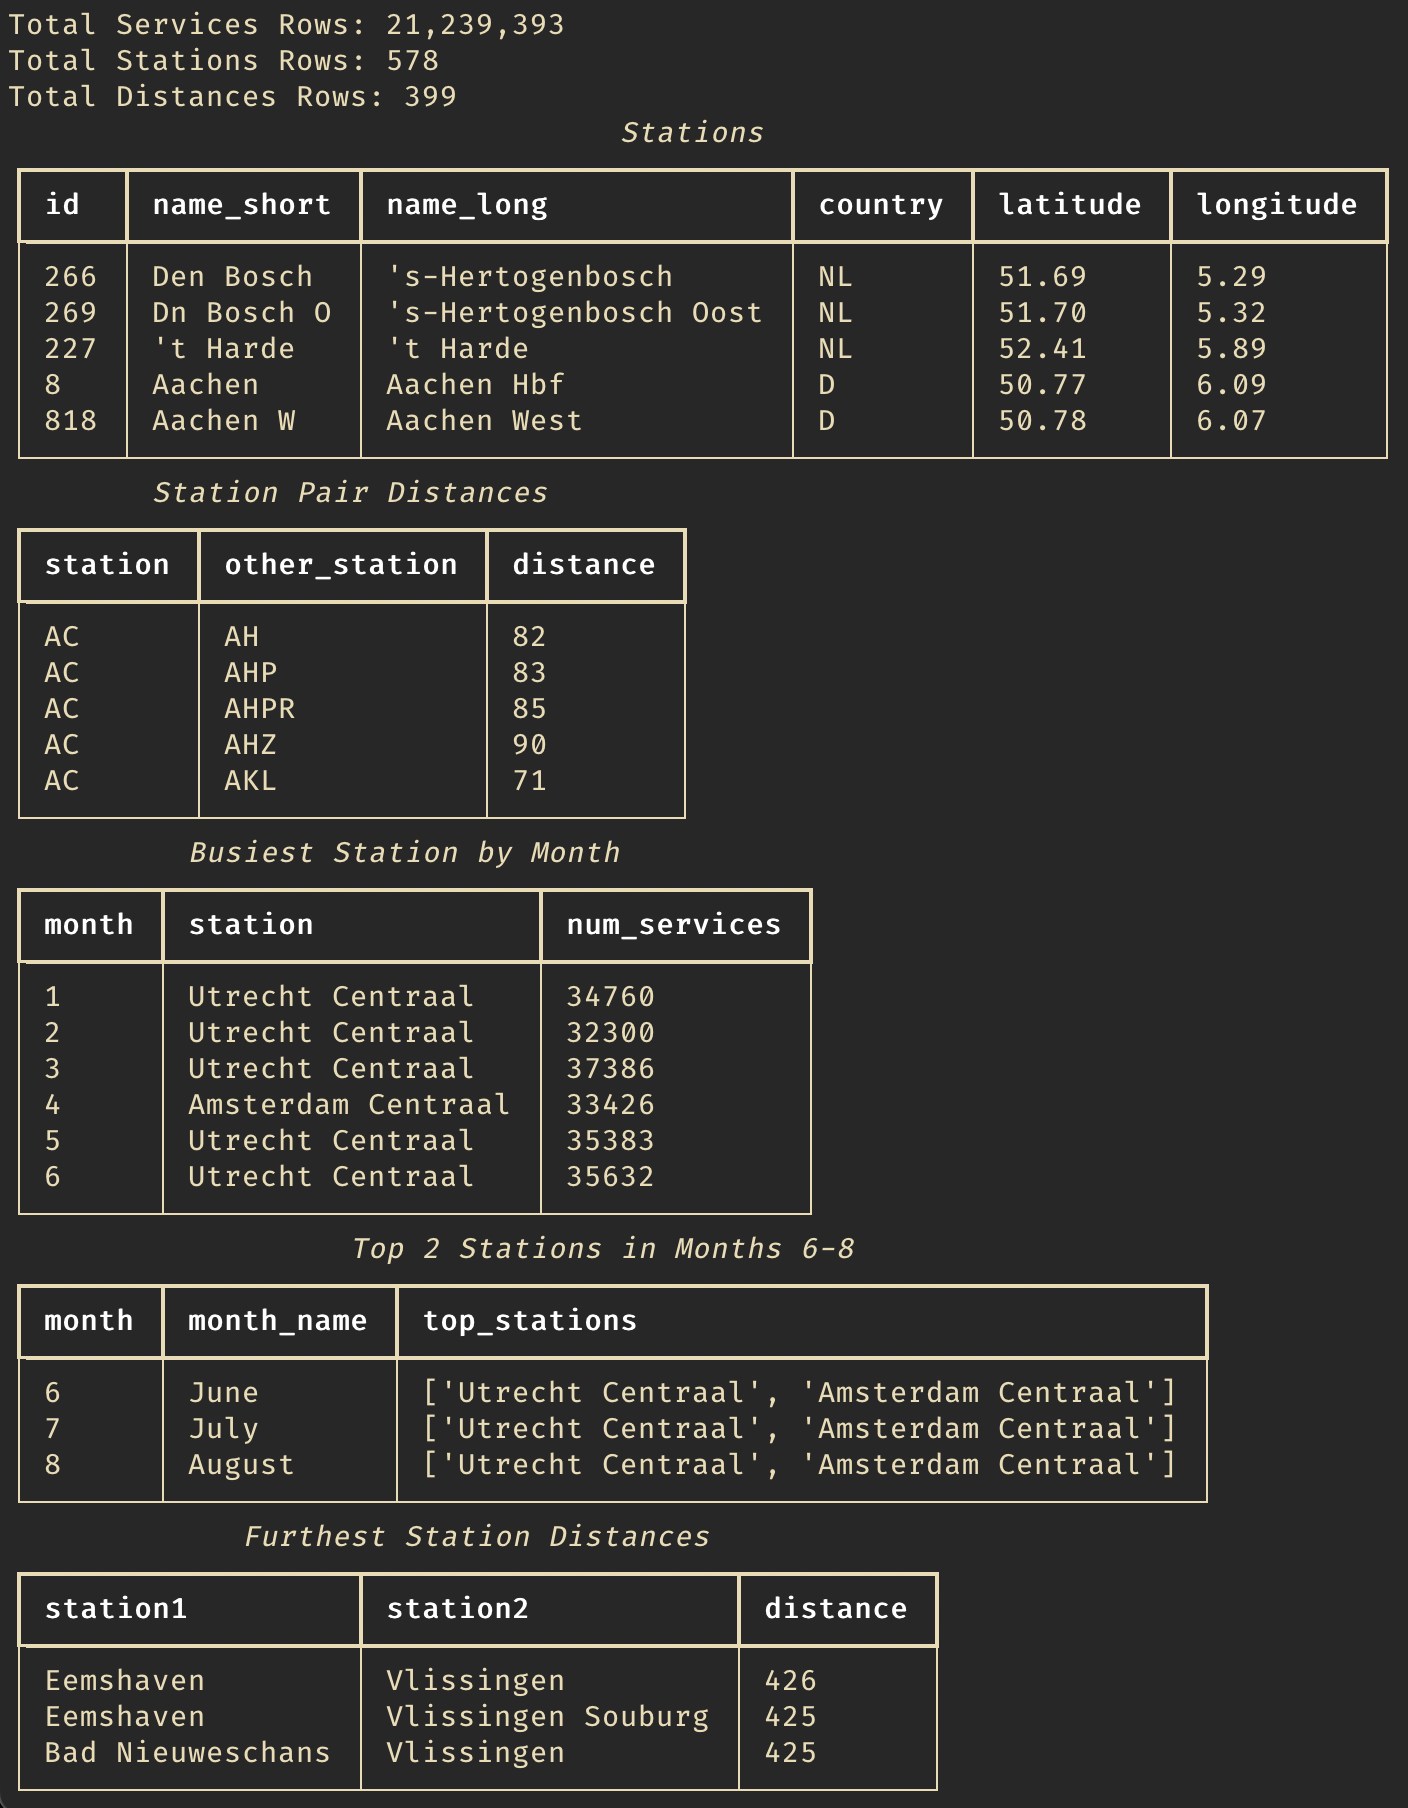 Total Services Rows: 21,239,393
Total Stations Rows: 578
Total Distances Rows: 399
Stations
id name_short name_long country latitude longitude
266 Den Bosch 's-Hertogenbosch NL 51.69 5.29
269 Dn Bosch O 's-Hertogenbosch Oost NL 51.70 5.32
227 't Harde 't Harde NL 52.41 5.89
8 Aachen Aachen Hbf D 50.77 6.09
818 Aachen W Aachen West D 50.78 6.07
Station Pair Distances
station other_station distance
AC AH 82
AC AHP 83
AC AHPR 85
AC AHZ 90
AC AKL 71
Busiest Station by Month
month station num_services
1 Utrecht Centraal 34760
2 Utrecht Centraal 32300
3 Utrecht Centraal 37386
4 Amsterdam Centraal 33426
5 Utrecht Centraal 35383
6 Utrecht Centraal 35632
Top 2 Stations in Months 6-8
month month_name top_stations
6 June ['Utrecht Centraal', 'Amsterdam Centraal']
7 July ['Utrecht Centraal', 'Amsterdam Centraal']
8 August ['Utrecht Centraal', 'Amsterdam Centraal']
Furthest Station Distances
station1 station2 distance
Eemshaven Vlissingen 426
Eemshaven Vlissingen Souburg 425
Bad Nieuweschans Vlissingen 425